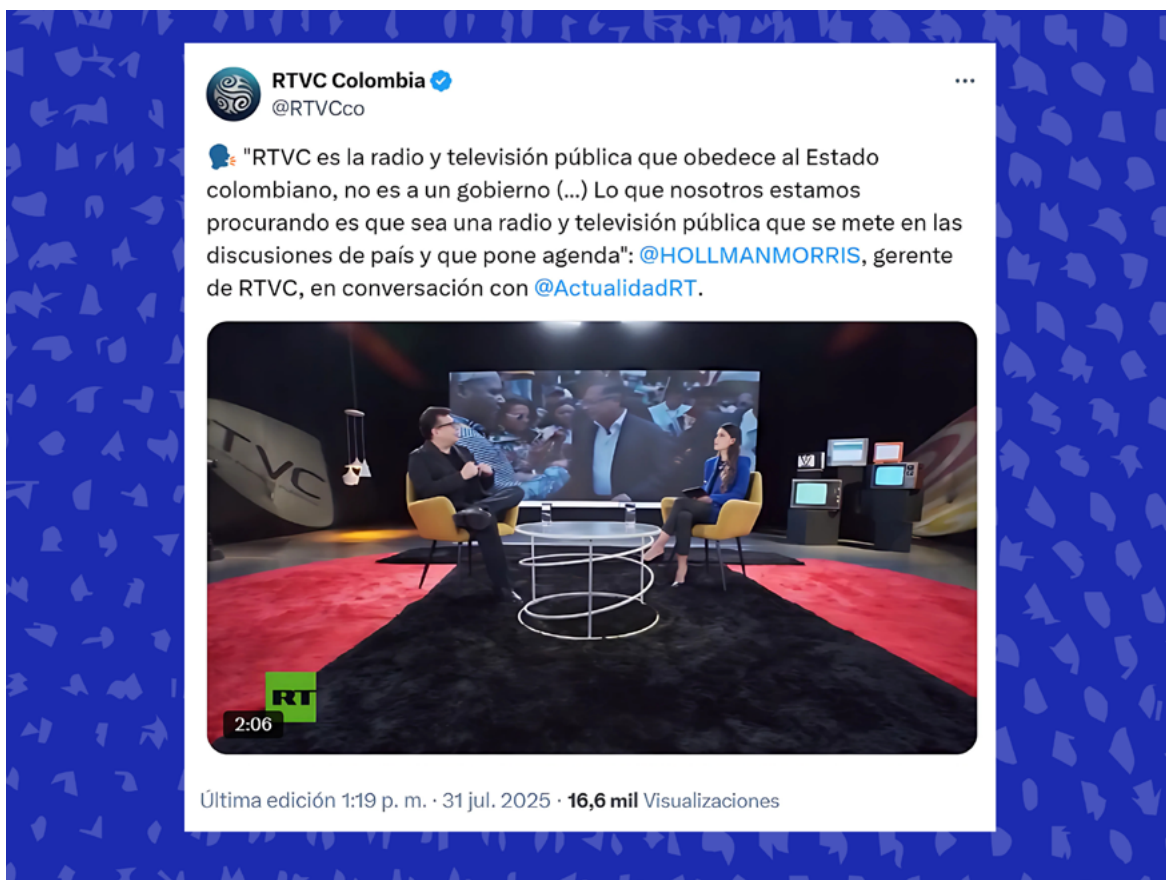 RTVC Colombia
@RTVCco
"RTVC es la radio y televisión pública que obedece al Estado
colombiano, no es a un gobierno (...) Lo que nosotros estamos
procurando es que sea una radio y televisión pública que se mete en las
discusiones de país y que pone agenda": @HOLLMANMORRIS, gerente
de RTVC, en conversación con @ActualidadRT.
TVC
RT
2:06
Última edición 1:19 p. m. · 31 jul. 2025 · 16,6 mil Visualizaciones